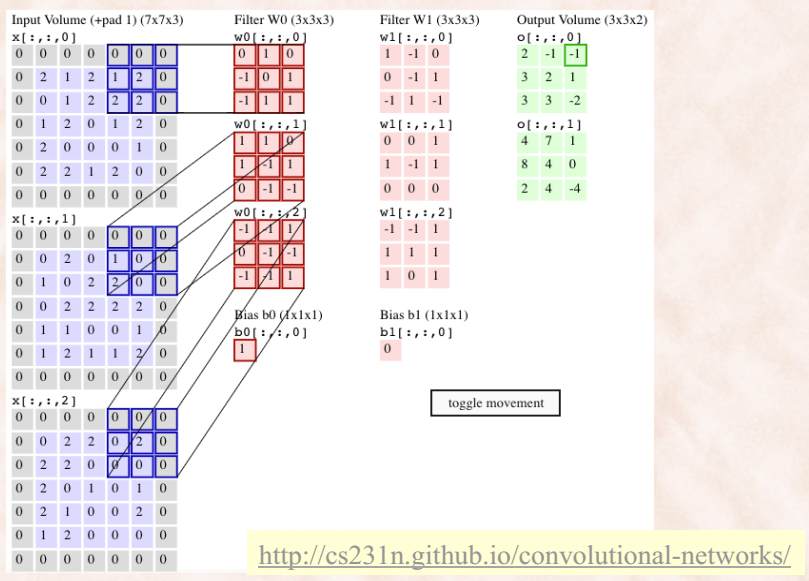 Input Volume (+pad 1) (7x7x3) Filter W0 (3x3x3) Filter W1 (3x3x3) Output Volume (3x3x2)
x[:,:,0] w0[:,:,0] w1[:,:,0] o[:,:,0]
0 0 0 0 0 0 0 0 1 0 1 -1 0 2 -1 -1
0 2 1 2 1 2 0 -1 0 1 0 -1 1 3 2 1
0 0 1 2 2 2 0 -1 1 1 -1 1 -1 3 3 -2
0 1 2 0 1 2 0 w0[:,:,1] w1[:,:,1] o[:,:,1]
0 2 0 0 0 1 0 1 1 0 0 0 1 4 7 1
0 2 2 1 2 0 0 1 -1 1 1 -1 1 8 4 0
0 0 0 0 0 0 0 0 -1 -1 0 0 0 2 4 -4
x[:,:,1] w0[:,:,2] w1[:,:,2]
0 0 0 0 0 0 0 -1 -1 1 -1 -1 1
0 0 2 0 1 0 0 0 -1 -1 1 1 1
0 1 0 2 2 0 0 -1 -1 1 1 0 1
0 0 2 2 2 2 0 Bias b0 (1x1x1) Bias b1 (1x1x1)
0 1 1 0 0 1 0 b0[:,:,0] b1[:,:,0]
0 1 2 1 1 2 0 1 0
0 0 0 0 0 0 0
x[:,:,2] toggle movement
0 0 0 0 0 0 0
0 0 2 2 0 2 0
0 2 2 0 0 0 0
0 2 0 1 0 1 0
0 2 1 0 0 2 0
0 1 2 0 0 0 0
0 0 0 0 0 0 0
http://cs231n.github.io/convolutional-networks/